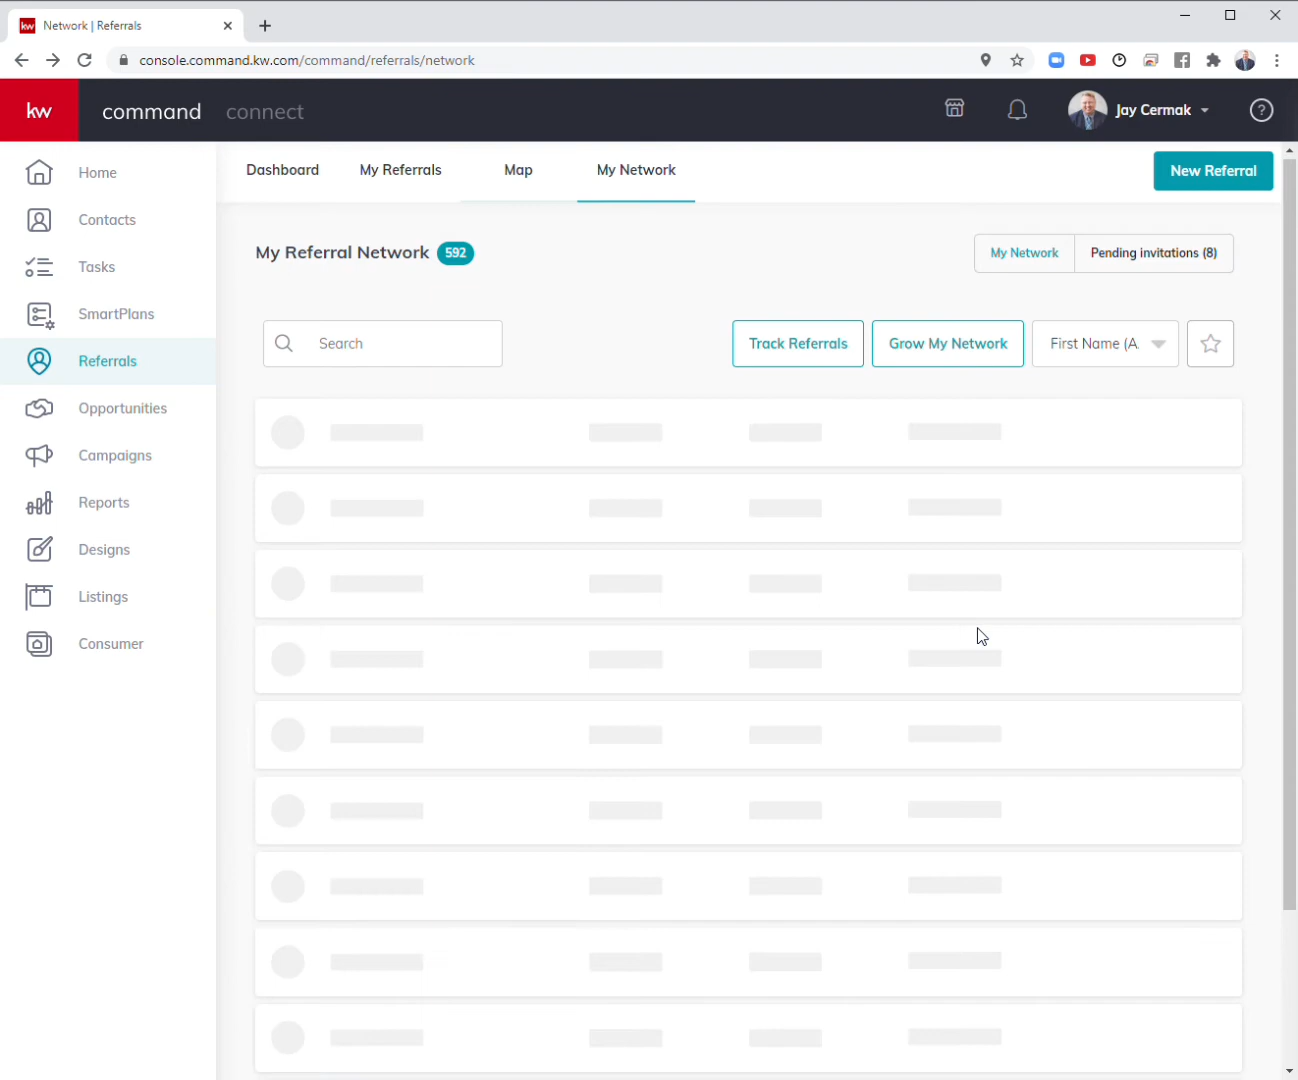 kw Network | Referrals
console.command.kw.com/command/referrals/network
kw command connect Jay Cermak ?
Home
Contacts
Tasks
SmartPlans
Referrals
Opportunities
Campaigns
Reports
Designs
Listings
Consumer
Dashboard My Referrals Map My Network New Referral
My Referral Network 592 My Network Pending invitations (8)
Search Track Referrals Grow My Network First Name (A.